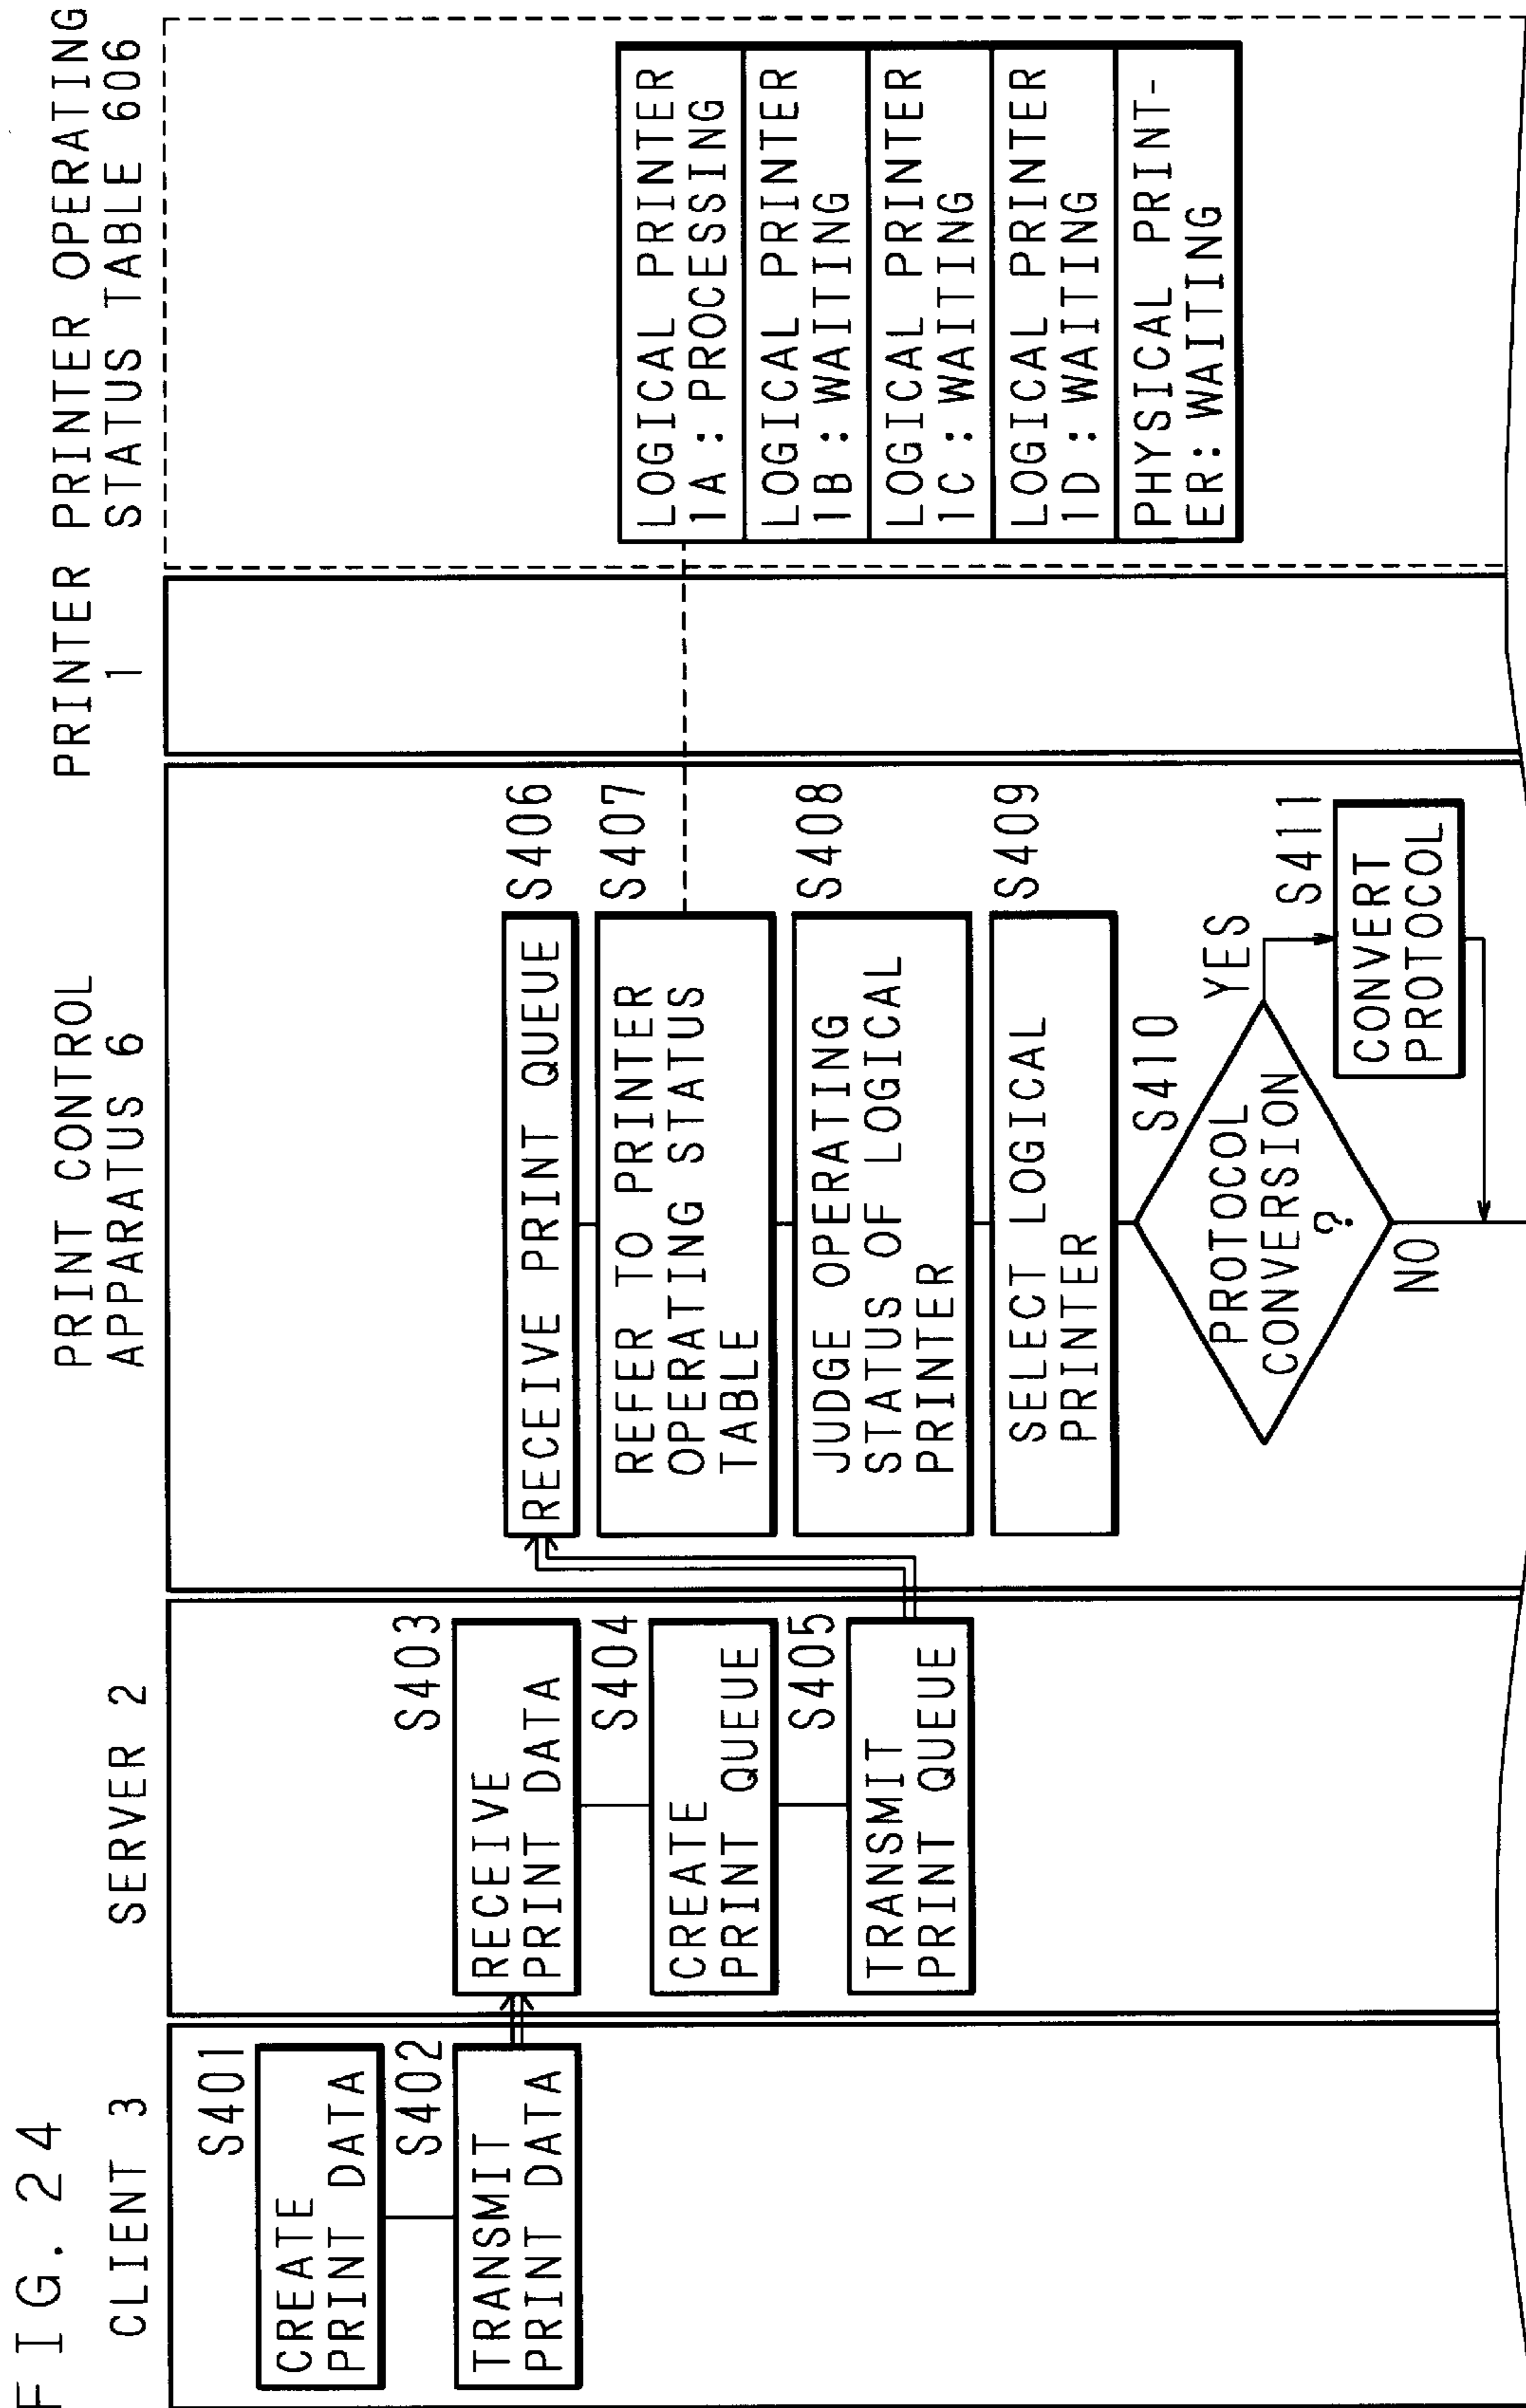 FIG. 24
CLIENT 3
SERVER 2
PRINT CONTROL
APPARATUS 6
PRINTER
1
PRINTER OPERATING
STATUS TABLE 606
S401
CREATE
PRINT DATA
S402
TRANSMIT
PRINT DATA
S403
RECEIVE
PRINT DATA
S404
CREATE
PRINT QUEUE
S405
TRANSMIT
PRINT QUEUE
S406
RECEIVE PRINT QUEUE
S407
REFER TO PRINTER
OPERATING STATUS
TABLE
S408
JUDGE OPERATING
STATUS OF LOGICAL
PRINTER
S409
SELECT LOGICAL
PRINTER
S410
PROTOCOL
CONVERSION
?
YES
NO
S411
CONVERT
PROTOCOL
LOGICAL PRINTER
1A : PROCESSING
LOGICAL PRINTER
1B : WAITING
LOGICAL PRINTER
1C : WAITING
LOGICAL PRINTER
1D : WAITING
PHYSICAL PRINT-
ER: WAITING